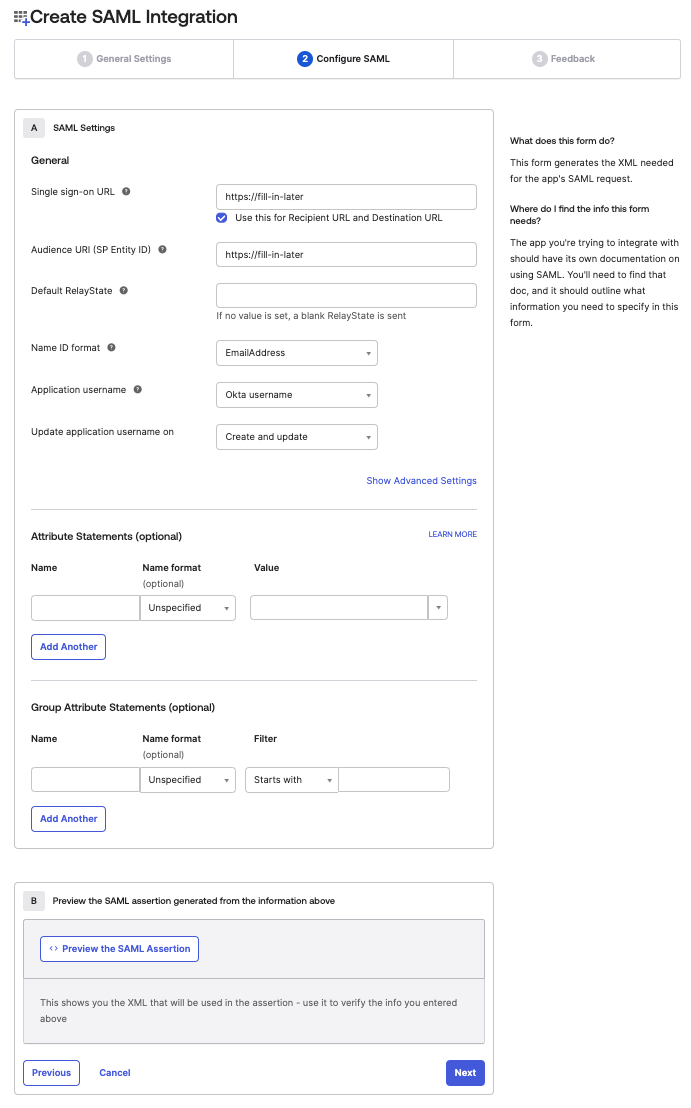 Create SAML Integration
1 General Settings
2 Configure SAML
3 Feedback
A SAML Settings
General
Single sign-on URL ?
https://fill-in-later
Use this for Recipient URL and Destination URL
Audience URI (SP Entity ID) ?
https://fill-in-later
Default RelayState ?
If no value is set, a blank RelayState is sent
Name ID format ?
EmailAddress
Application username ?
Okta username
Update application username on
Create and update
Show Advanced Settings
Attribute Statements (optional)
LEARN MORE
Name
Name format
(optional)
Value
Unspecified
Add Another
Group Attribute Statements (optional)
Name
Name format
(optional)
Filter
Unspecified
Starts with
Add Another
What does this form do?
This form generates the XML needed
for the app's SAML request.
Where do I find the info this form
needs?
The app you're trying to integrate with
should have its own documentation on
using SAML. You'll need to find that
doc, and it should outline what
information you need to specify in this
form.
B Preview the SAML assertion generated from the information above
<> Preview the SAML Assertion
This shows you the XML that will be used in the assertion - use it to verify the info you entered
above
Previous
Cancel
Next